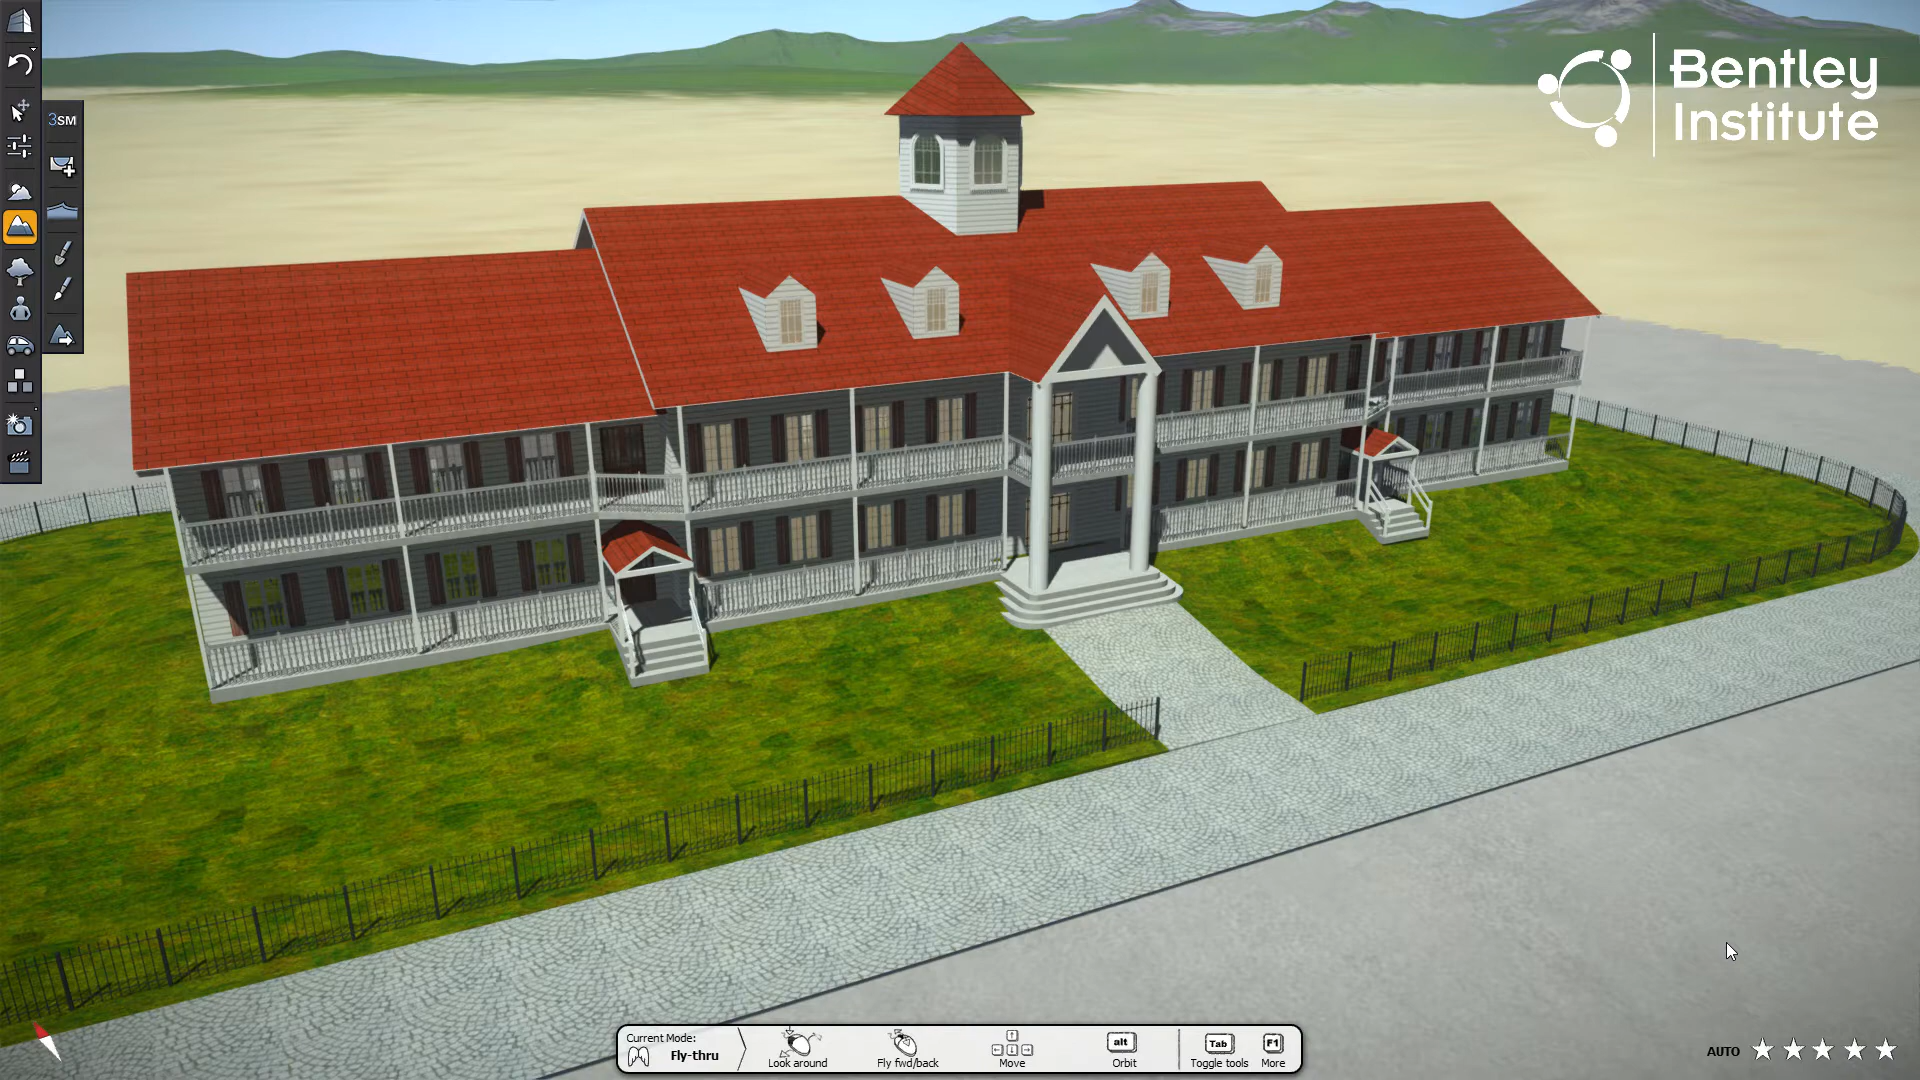 3SM
Bentley
Institute
Current Mode:
Fly-thru
Look around
Fly fwd/back
Move
alt
Orbit
Tab
Toggle tools
F1
More
AUTO